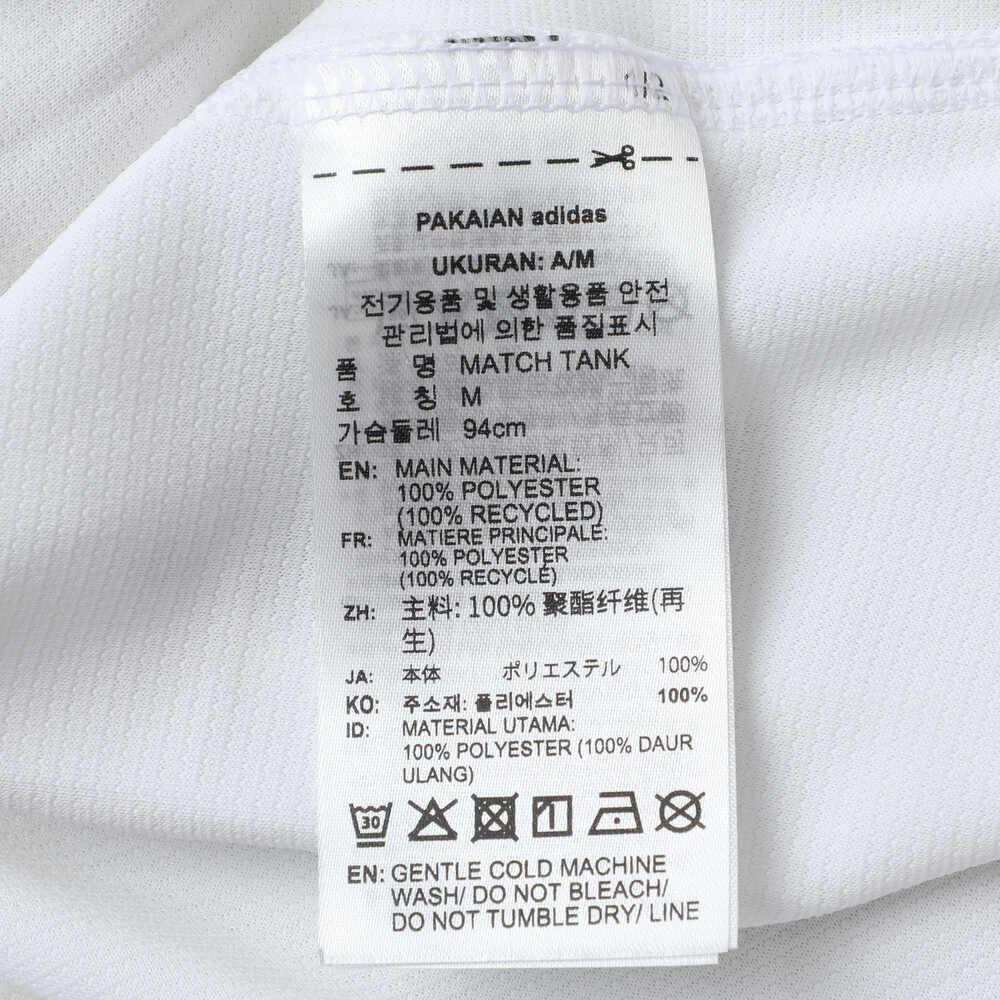 PAKAIAN adidas
UKURAN: A/M
전기용품 및 생활용품 안전
관리법에 의한 품질표시
품 명 MATCH TANK
호 칭 M
가슴둘레 94cm
EN: MAIN MATERIAL:
100% POLYESTER
(100% RECYCLED)
FR: MATIERE PRINCIPALE:
100% POLYESTER
(100% RECYCLÉ)
ZH: 主料: 100% 聚酯纤维(再
生)
JA: 本体 ポリエステル 100%
KO: 주소재: 폴리에스터 100%
ID: MATERIAL UTAMA:
100% POLYESTER (100% DAUR
ULANG)
30
EN: GENTLE COLD MACHINE
WASH/ DO NOT BLEACH/
DO NOT TUMBLE DRY/ LINE